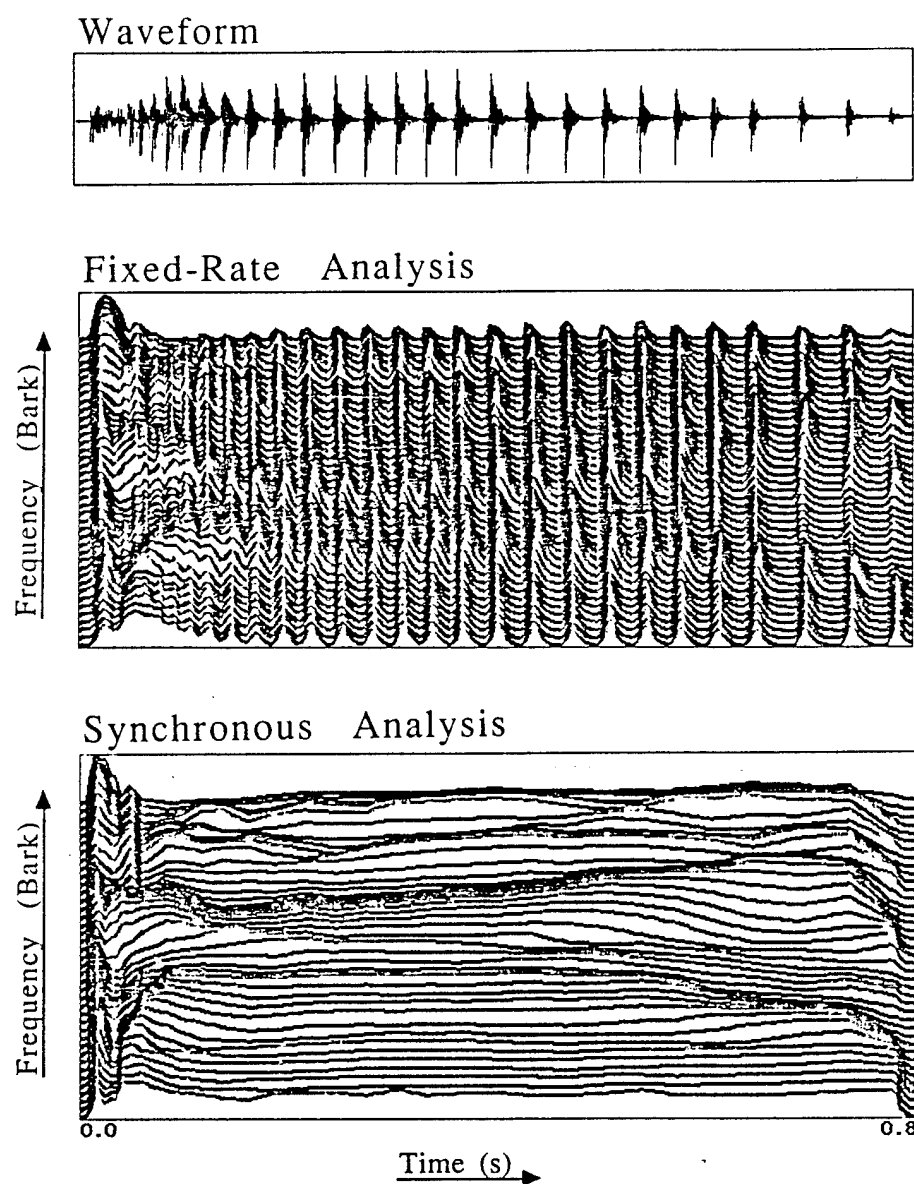 Waveform
Fixed-Rate Analysis
Frequency (Bark)
Synchronous Analysis
Frequency (Bark)
0.0
0.8
Time (s)